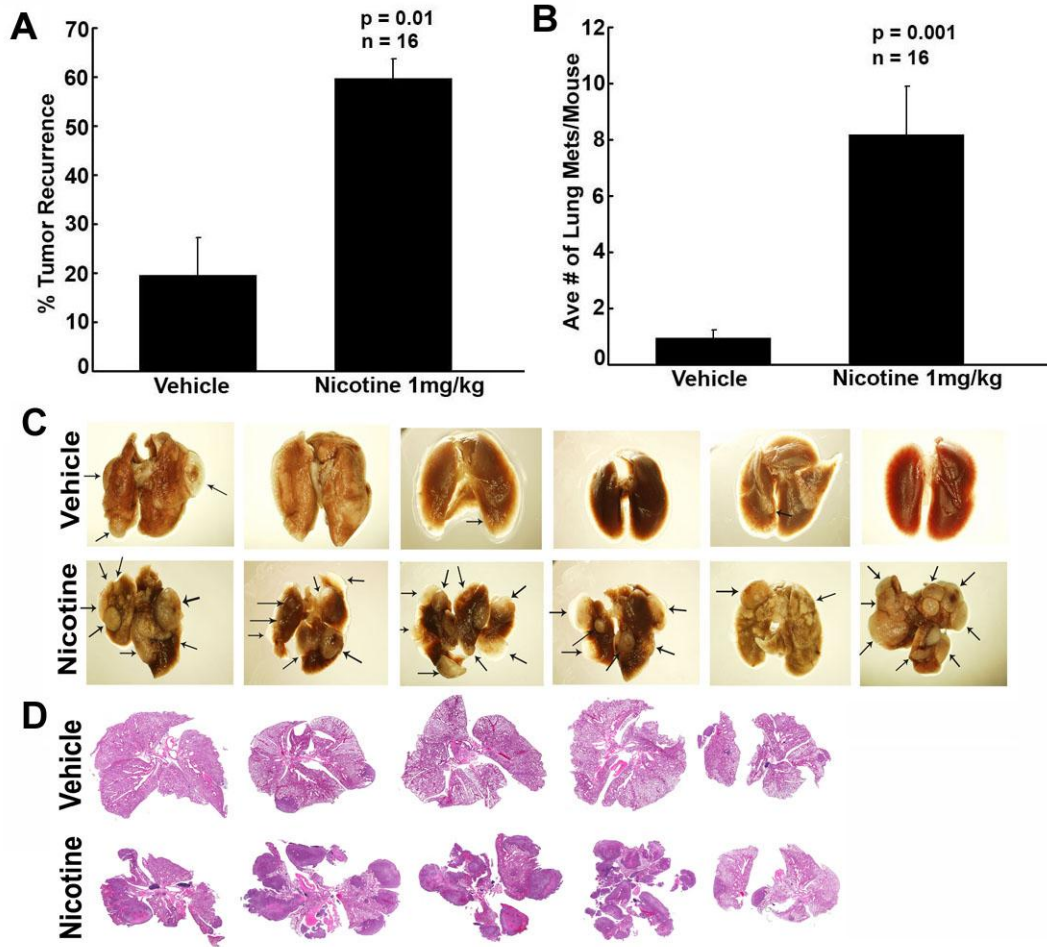 A
% Tumor Recurrence
70
60
50
40
30
20
10
0
p = 0.01
n = 16
Vehicle
Nicotine 1mg/kg
B
Ave # of Lung Mets/Mouse
12
10
8
6
4
2
0
p = 0.001
n = 16
Vehicle
Nicotine 1mg/kg
C
Vehicle
Nicotine
D
Vehicle
Nicotine